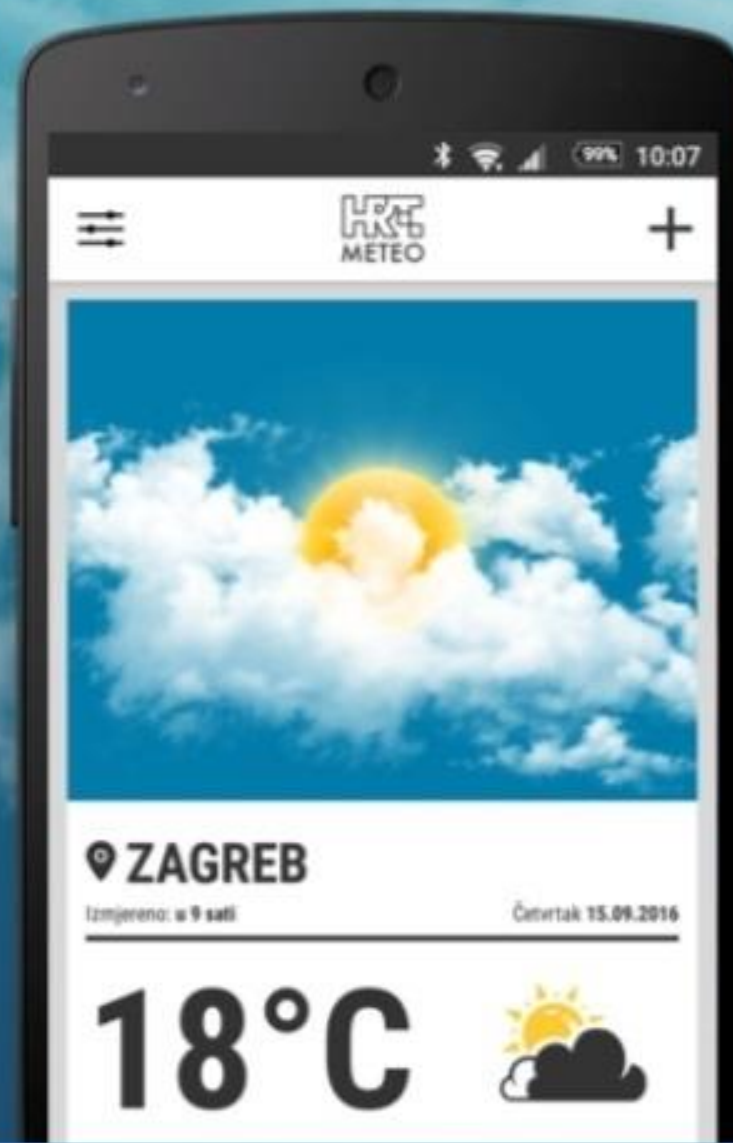 99% 10:07
HRT
METEO
ZAGREB
Izmjereno: u 9 sati Četvrtak 15.09.2016
18°C